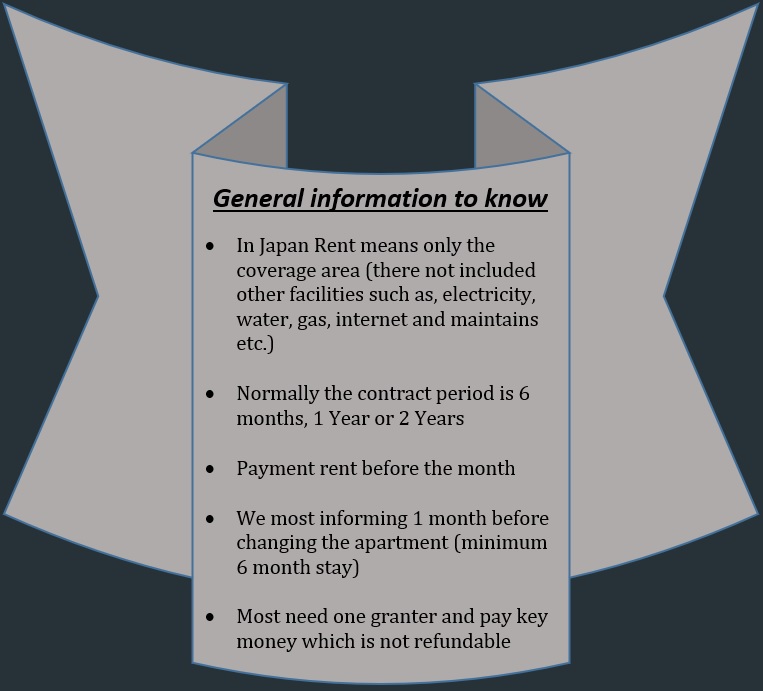 General information to know
• In Japan Rent means only the
coverage area (there not included
other facilities such as, electricity,
water, gas, internet and maintains
etc.)
• Normally the contract period is 6
months, 1 Year or 2 Years
• Payment rent before the month
• We most informing 1 month before
changing the apartment (minimum
6 month stay)
• Most need one granter and pay key
money which is not refundable